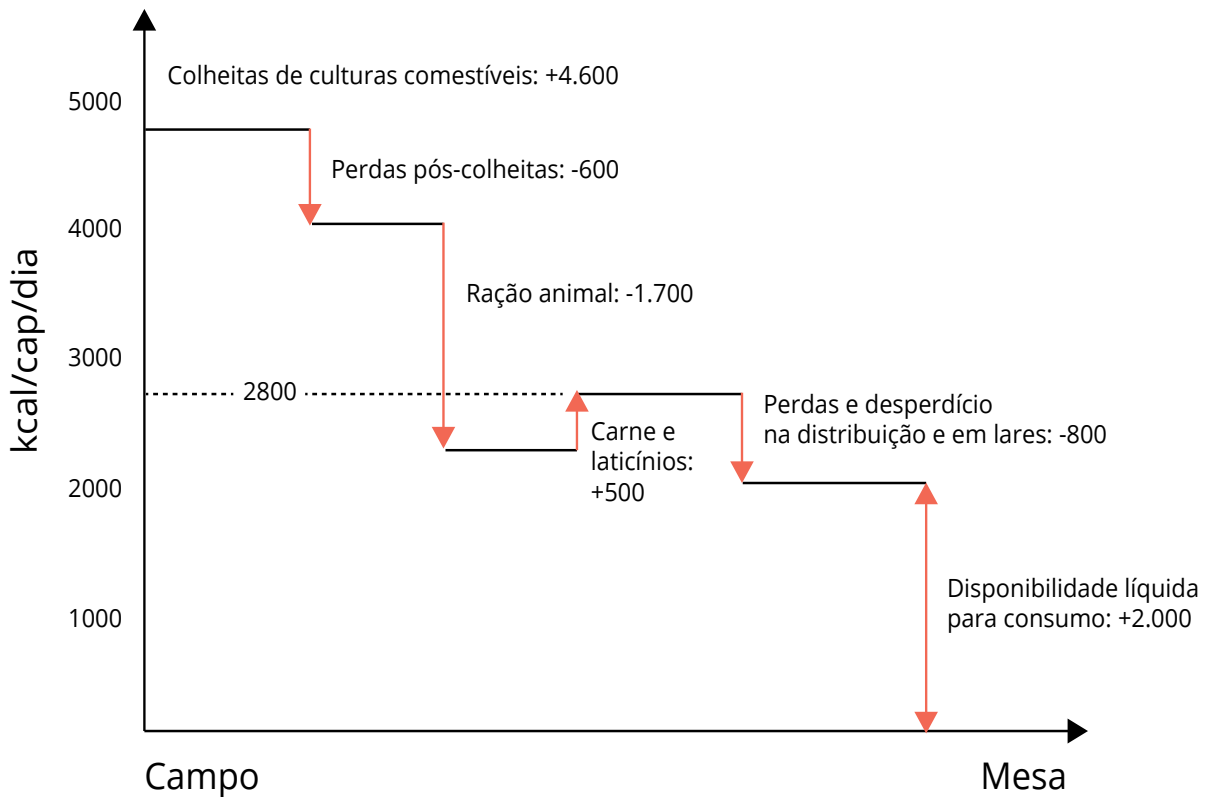 Colheitas de culturas comestíveis: +4.600
5000
Perdas pós-colheitas: -600
4000
kcal/cap/dia
Ração animal: -1.700
3000
2800
Perdas e desperdício
na distribuição e em lares: -800
Carne e
laticínios:
+500
2000
Disponibilidade líquida
para consumo: +2.000
1000
Campo
Mesa